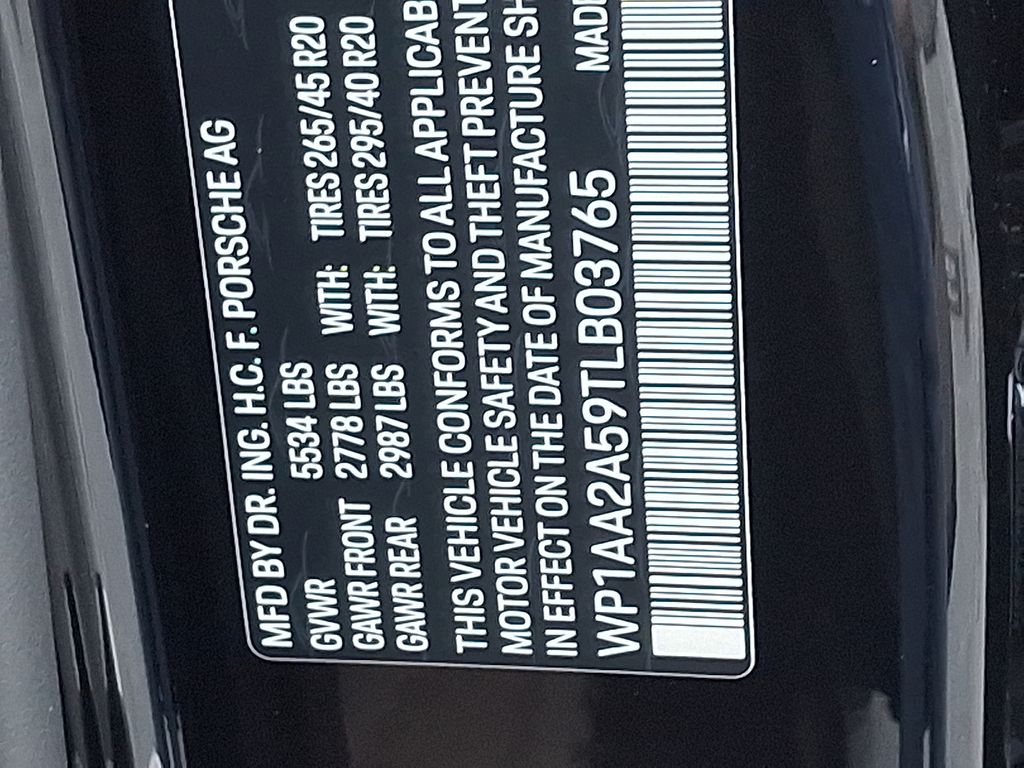 MFD BY DR. ING. H.C. F. PORSCHE AG
GVWR 5534 LBS WITH: TIRES 265/45 R20
GAWR FRONT 2778 LBS WITH: TIRES 295/40 R20
GAWR REAR 2987 LBS
THIS VEHICLE CONFORMS TO ALL APPLICAB
MOTOR VEHICLE SAFETY AND THEFT PREVENT
IN EFFECT ON THE DATE OF MANUFACTURE SH
WP1AA2A59TLB03765 MADE